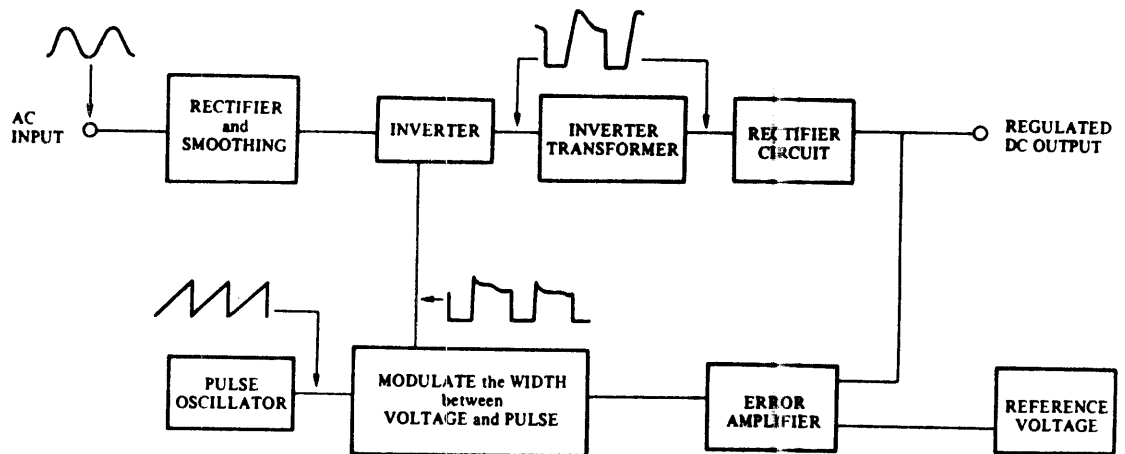 AC
INPUT
RECTIFIER
and
SMOOTHING
INVERTER
INVERTER
TRANSFORMER
RECTIFIER
CIRCUIT
REGULATED
DC OUTPUT
PULSE
OSCILLATOR
MODULATE the WIDTH
between
VOLTAGE and PULSE
ERROR
AMPLIFIER
REFERENCE
VOLTAGE